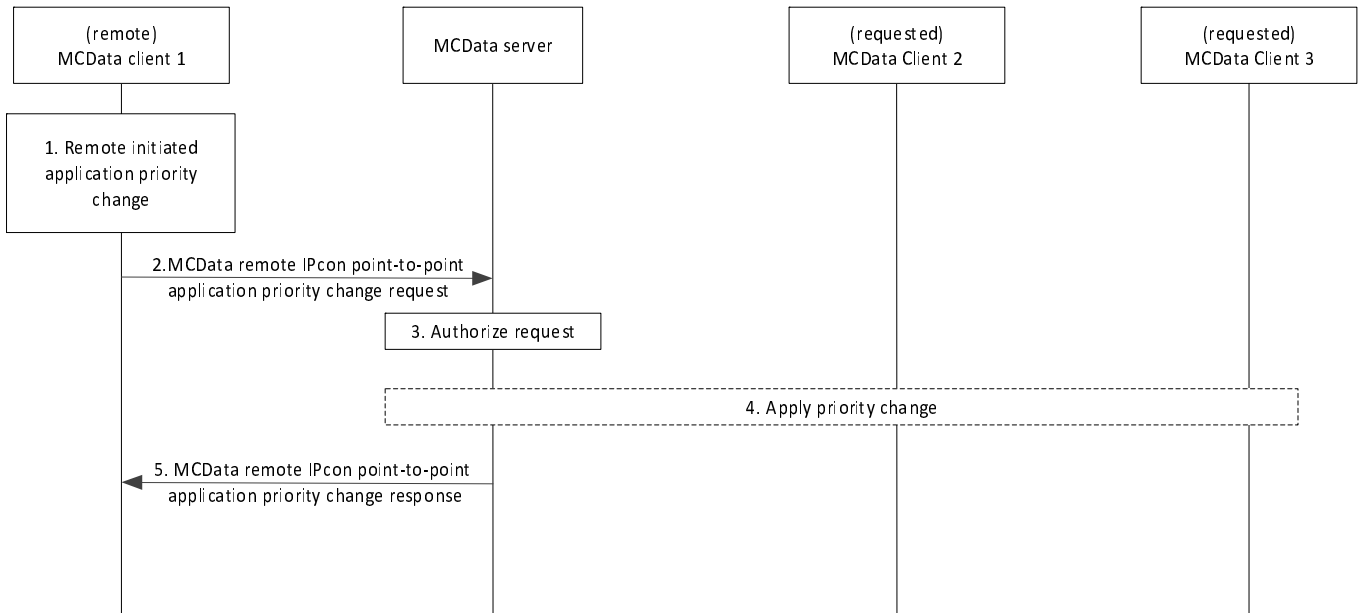 (remote)
MCData client 1
MCData server
(requested)
MCData Client 2
(requested)
MCData Client 3
1. Remote initiated
application priority
change
2.MCData remote IPcon point-to-point
application priority change request
3. Authorize request
4. Apply priority change
5. MCData remote IPcon point-to-point
application priority change response